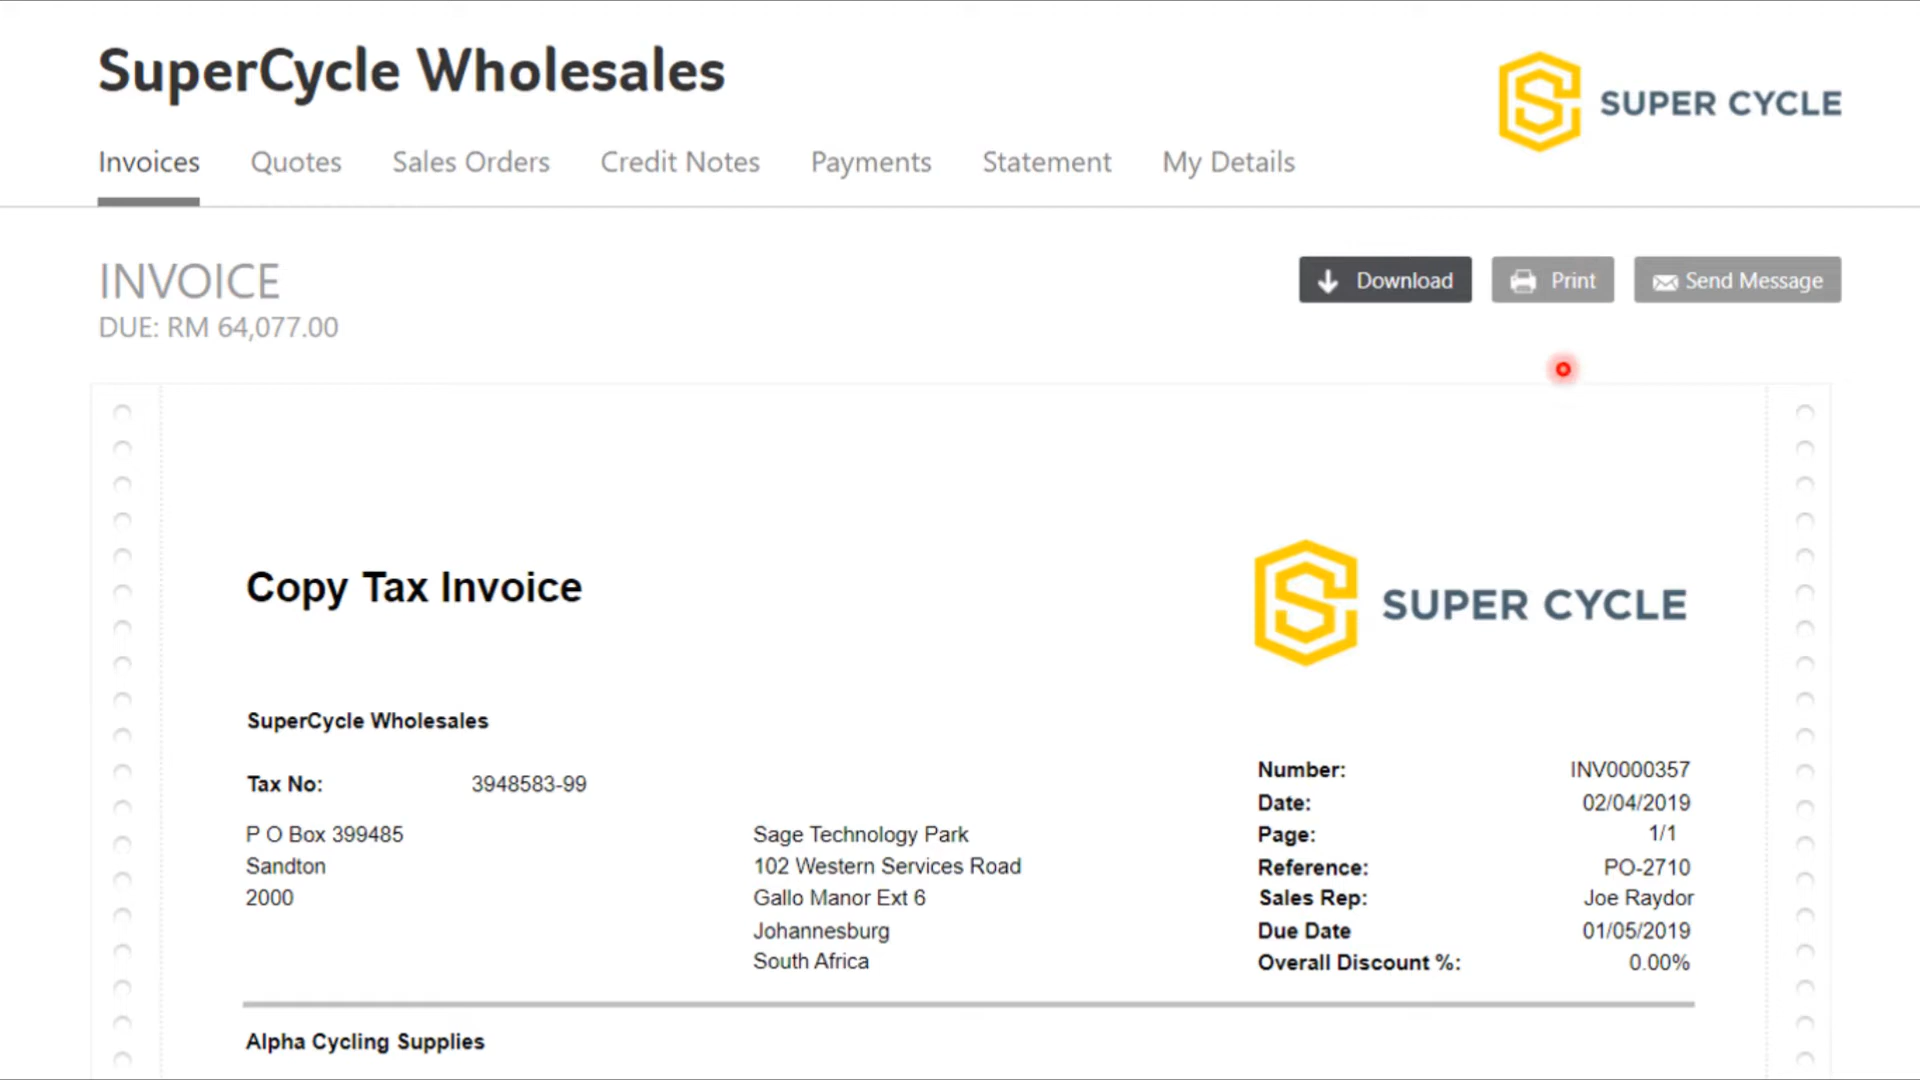 SuperCycle Wholesales
SUPER CYCLE
Invoices Quotes Sales Orders Credit Notes Payments Statement My Details
INVOICE
DUE: RM 64,077.00
Download Print Send Message
Copy Tax Invoice
SUPER CYCLE
SuperCycle Wholesales
Tax No: 3948583-99
P O Box 399485
Sandton
2000
Sage Technology Park
102 Western Services Road
Gallo Manor Ext 6
Johannesburg
South Africa
Number: INV0000357
Date: 02/04/2019
Page: 1/1
Reference: PO-2710
Sales Rep: Joe Raydor
Due Date 01/05/2019
Overall Discount %: 0.00%
Alpha Cycling Supplies